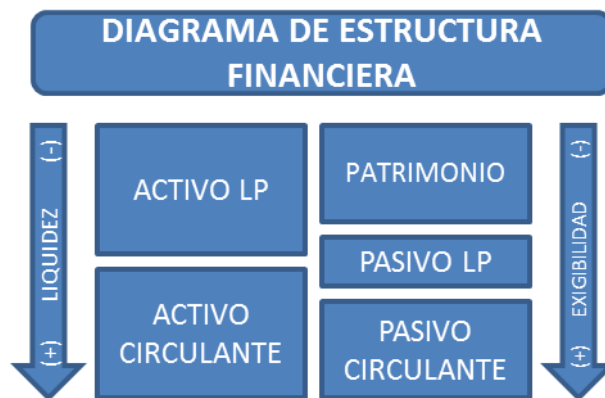 DIAGRAMA DE ESTRUCTURA
FINANCIERA
(-)
LIQUIDEZ
(+)
ACTIVO LP
ACTIVO
CIRCULANTE
PATRIMONIO
PASIVO LP
PASIVO
CIRCULANTE
(-)
EXIGIBILIDAD
(+)